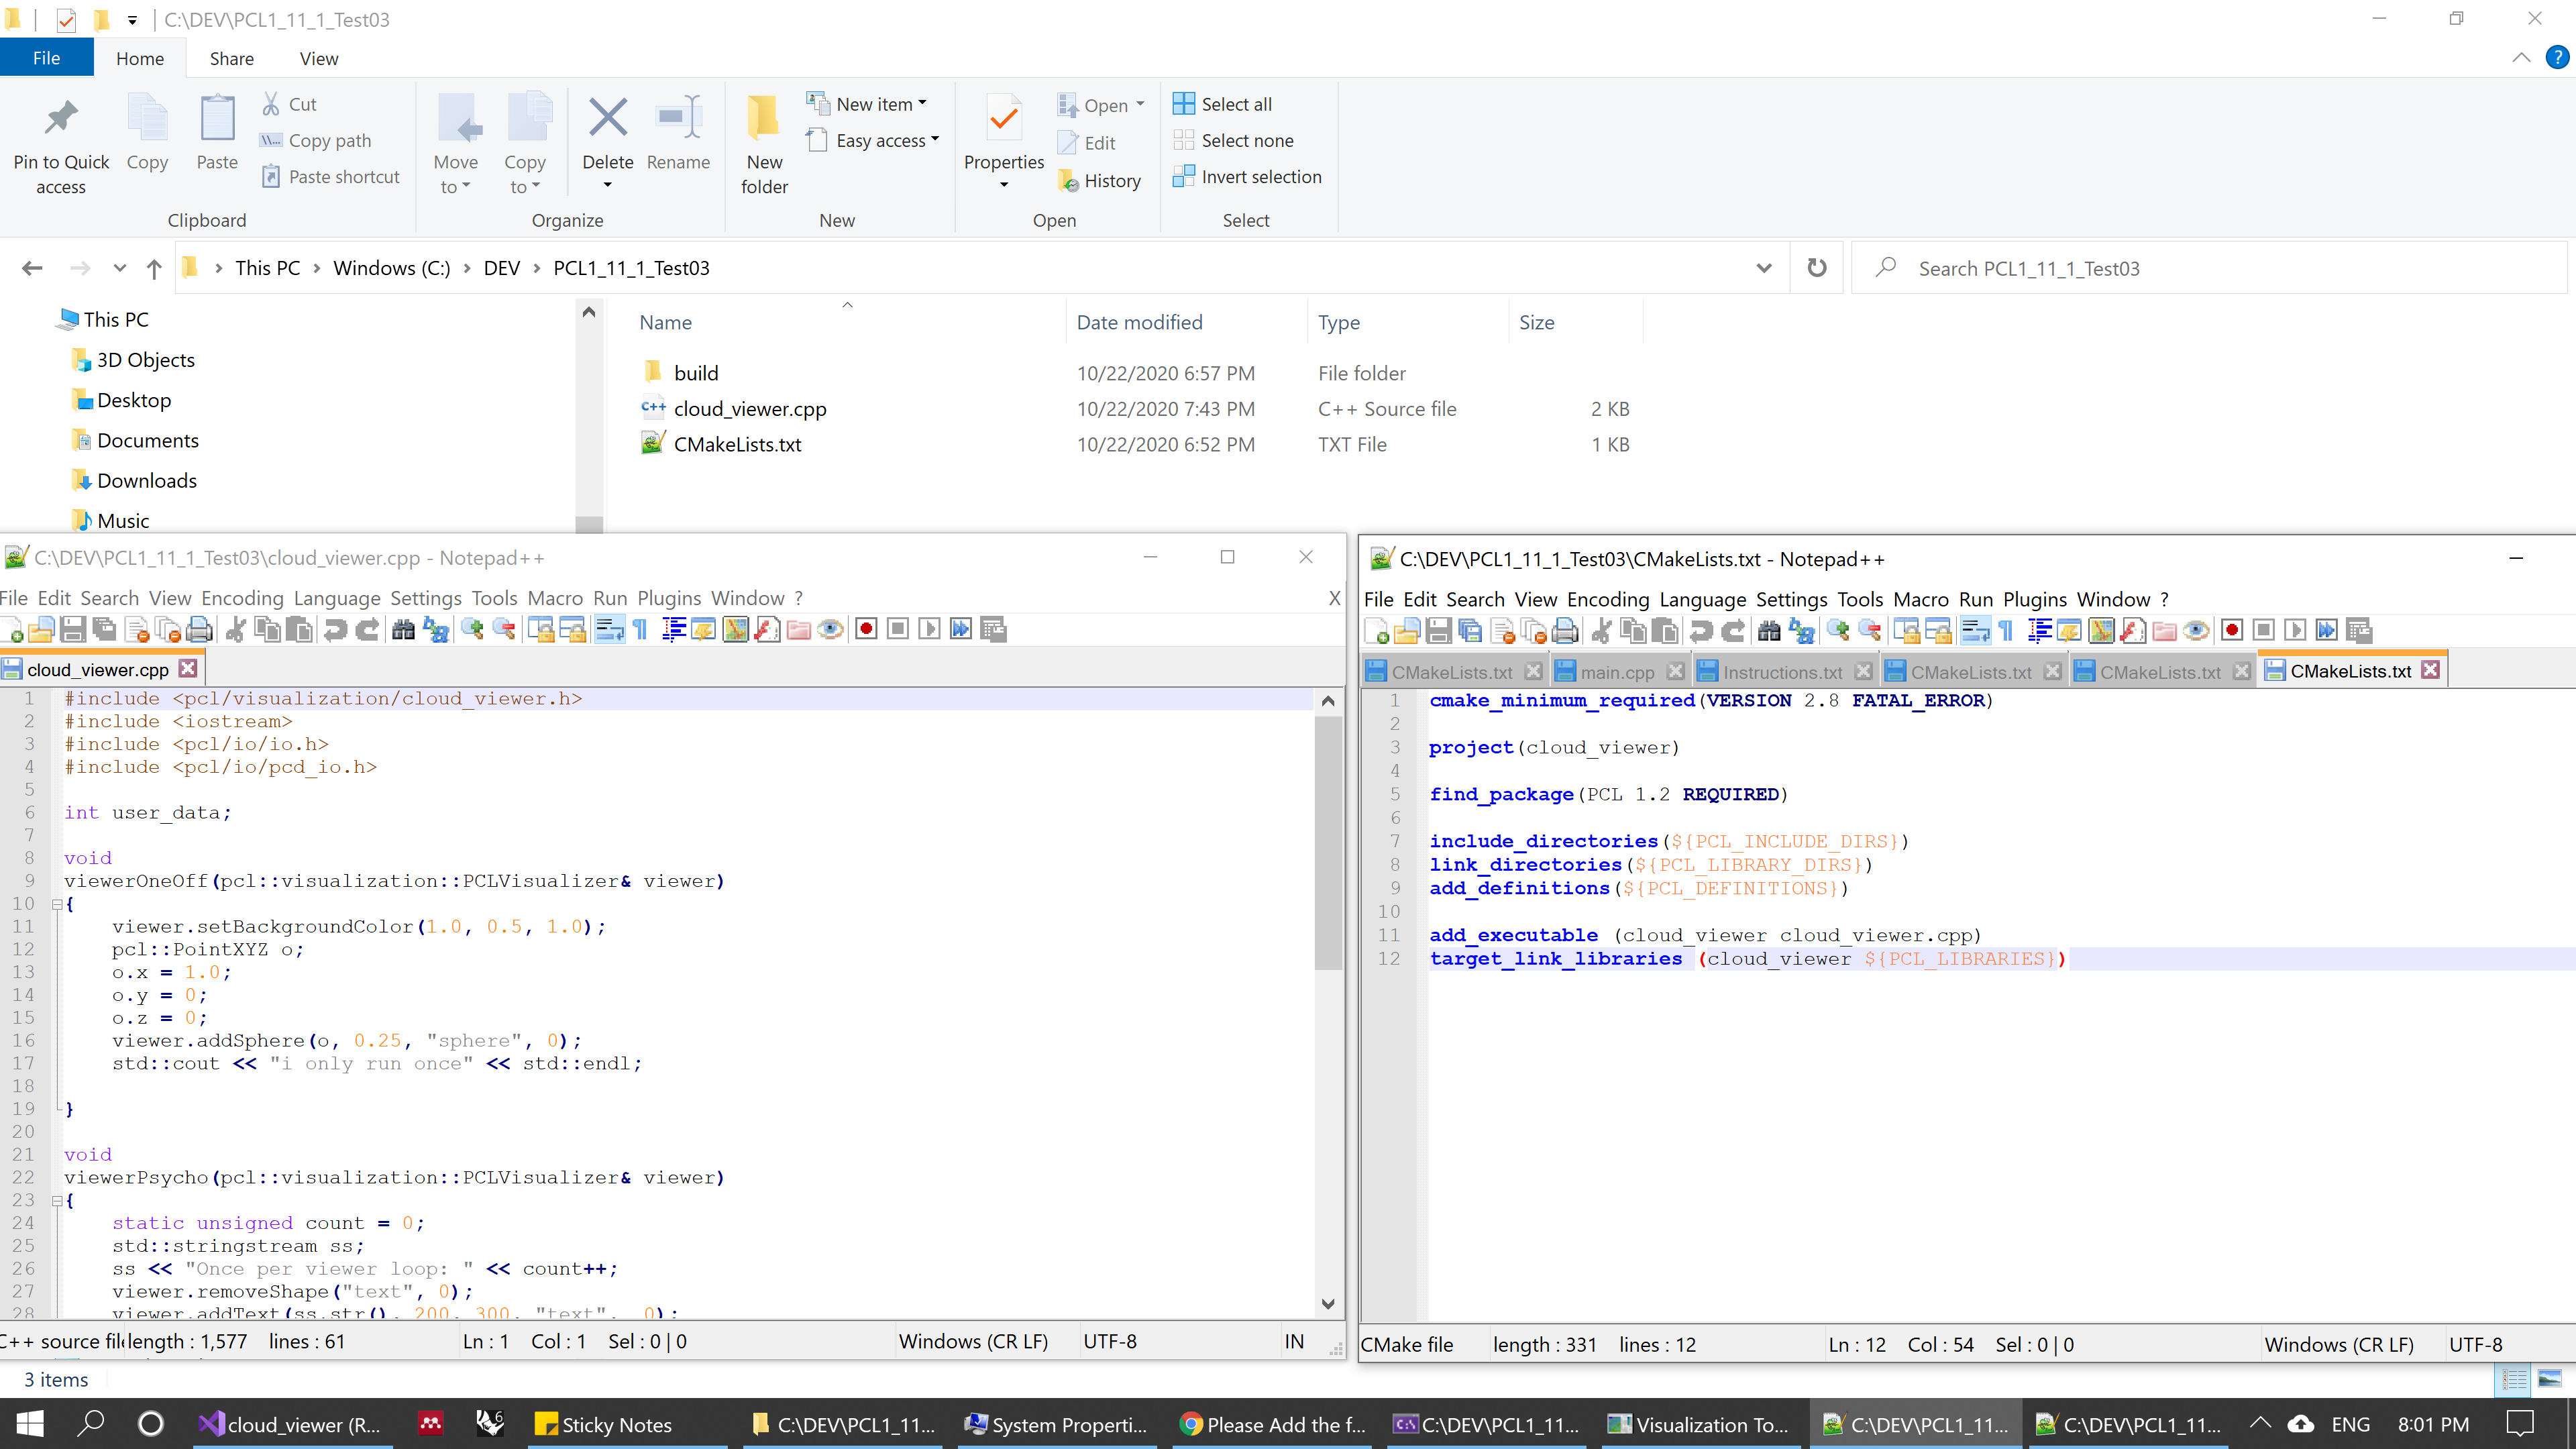 C:\DEV\PCL1_11_1_Test03
File Home Share View
Pin to Quick access
Copy
Paste
Cut
Copy path
Paste shortcut
Clipboard
Move to
Copy to
Delete
Rename
Organize
New folder
New item
Easy access
New
Properties
Open
Edit
History
Open
Select all
Select none
Invert selection
Select
This PC > Windows (C:) > DEV > PCL1_11_1_Test03
Search PCL1_11_1_Test03
This PC
3D Objects
Desktop
Documents
Downloads
Music
Name Date modified Type Size
build 10/22/2020 6:57 PM File folder
cloud_viewer.cpp 10/22/2020 7:43 PM C++ Source file 2 KB
CMakeLists.txt 10/22/2020 6:52 PM TXT File 1 KB
C:\DEV\PCL1_11_1_Test03\cloud_viewer.cpp - Notepad++
File Edit Search View Encoding Language Settings Tools Macro Run Plugins Window ? X
cloud_viewer.cpp
1 #include <pcl/visualization/cloud_viewer.h>
2 #include <iostream>
3 #include <pcl/io/io.h>
4 #include <pcl/io/pcd_io.h>
5
6 int user_data;
7
8 void
9 viewerOneOff(pcl::visualization::PCLVisualizer& viewer)
10 {
11 viewer.setBackgroundColor(1.0, 0.5, 1.0);
12 pcl::PointXYZ o;
13 o.x = 1.0;
14 o.y = 0;
15 o.z = 0;
16 viewer.addSphere(o, 0.25, "sphere", 0);
17 std::cout << "i only run once" << std::endl;
18
19 }
20
21 void
22 viewerPsycho(pcl::visualization::PCLVisualizer& viewer)
23 {
24 static unsigned count = 0;
25 std::stringstream ss;
26 ss << "Once per viewer loop: " << count++;
27 viewer.removeShape("text", 0);
28 viewer.addText(ss.str(), 200, 300, "text", 0);
C++ source file length : 1,577 lines : 61 Ln : 1 Col : 1 Sel : 0 | 0 Windows (CR LF) UTF-8 IN
C:\DEV\PCL1_11_1_Test03\CMakeLists.txt - Notepad++
File Edit Search View Encoding Language Settings Tools Macro Run Plugins Window ?
CMakeLists.txt main.cpp Instructions.txt CMakeLists.txt CMakeLists.txt CMakeLists.txt
1 cmake_minimum_required(VERSION 2.8 FATAL_ERROR)
2
3 project(cloud_viewer)
4
5 find_package(PCL 1.2 REQUIRED)
6
7 include_directories(${PCL_INCLUDE_DIRS})
8 link_directories(${PCL_LIBRARY_DIRS})
9 add_definitions(${PCL_DEFINITIONS})
10
11 add_executable (cloud_viewer cloud_viewer.cpp)
12 target_link_libraries (cloud_viewer ${PCL_LIBRARIES})
CMake file length : 331 lines : 12 Ln : 12 Col : 54 Sel : 0 | 0 Windows (CR LF) UTF-8
3 items
cloud_viewer (R... Sticky Notes C:\DEV\PCL1_11... System Properti... Please Add the f... C:\DEV\PCL1_11... Visualization To... C:\DEV\PCL1_11... C:\DEV\PCL1_11... ENG 8:01 PM